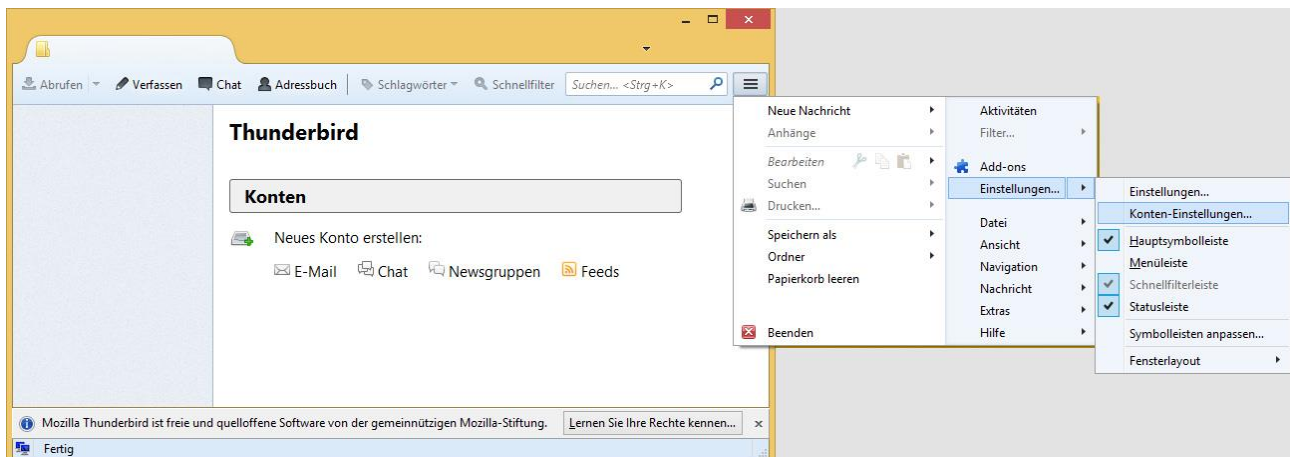 Abrufen Verfassen Chat Adressbuch Schlagwörter Schnellfilter Suchen... <Strg+K>
Thunderbird
Konten
Neues Konto erstellen:
E-Mail Chat Newsgruppen Feeds
Mozilla Thunderbird ist freie und quelloffene Software von der gemeinnützigen Mozilla-Stiftung. Lernen Sie Ihre Rechte kennen...
Fertig
Neue Nachricht
Anhänge
Bearbeiten
Suchen
Drucken...
Speichern als
Ordner
Papierkorb leeren
Beenden
Aktivitäten
Filter...
Add-ons
Einstellungen...
Datei
Ansicht
Navigation
Nachricht
Extras
Hilfe
Einstellungen...
Konten-Einstellungen...
Hauptsymbolleiste
Menüleiste
Schnellfilterleiste
Statusleiste
Symbolleisten anpassen...
Fensterlayout